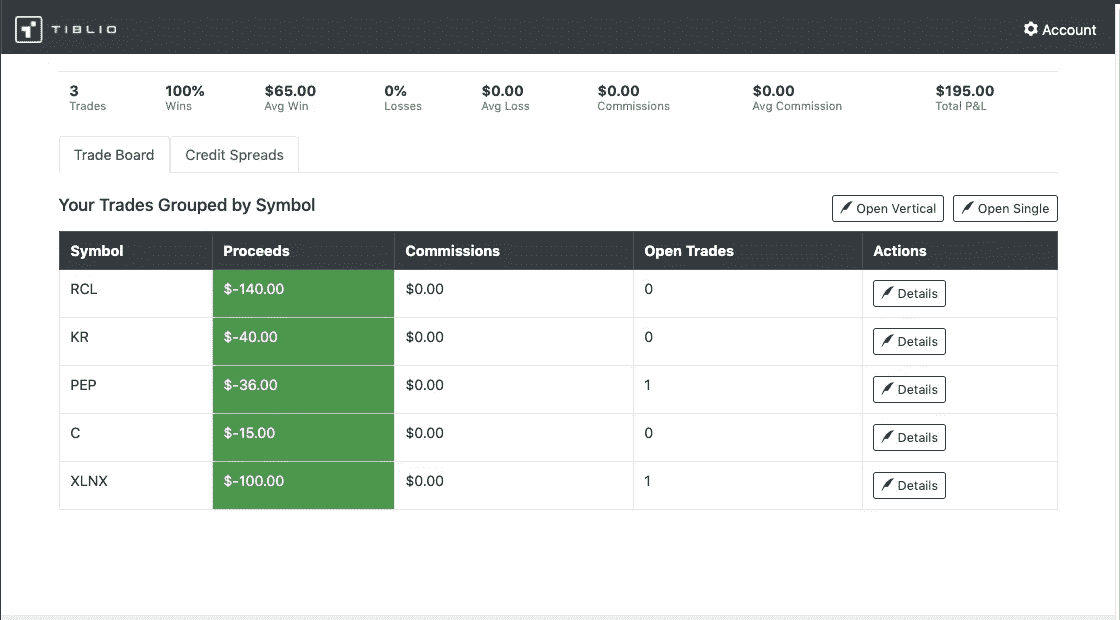 TIBLIO
Account
3 100% $65.00 0% $0.00 $0.00 $0.00 $195.00
Trades Wins Avg Win Losses Avg Loss Commissions Avg Commission Total P&L
Trade Board Credit Spreads
Your Trades Grouped by Symbol
Open Vertical Open Single
Symbol Proceeds Commissions Open Trades Actions
RCL $-140.00 $0.00 0 Details
KR $-40.00 $0.00 0 Details
PEP $-36.00 $0.00 1 Details
C $-15.00 $0.00 0 Details
XLNX $-100.00 $0.00 1 Details